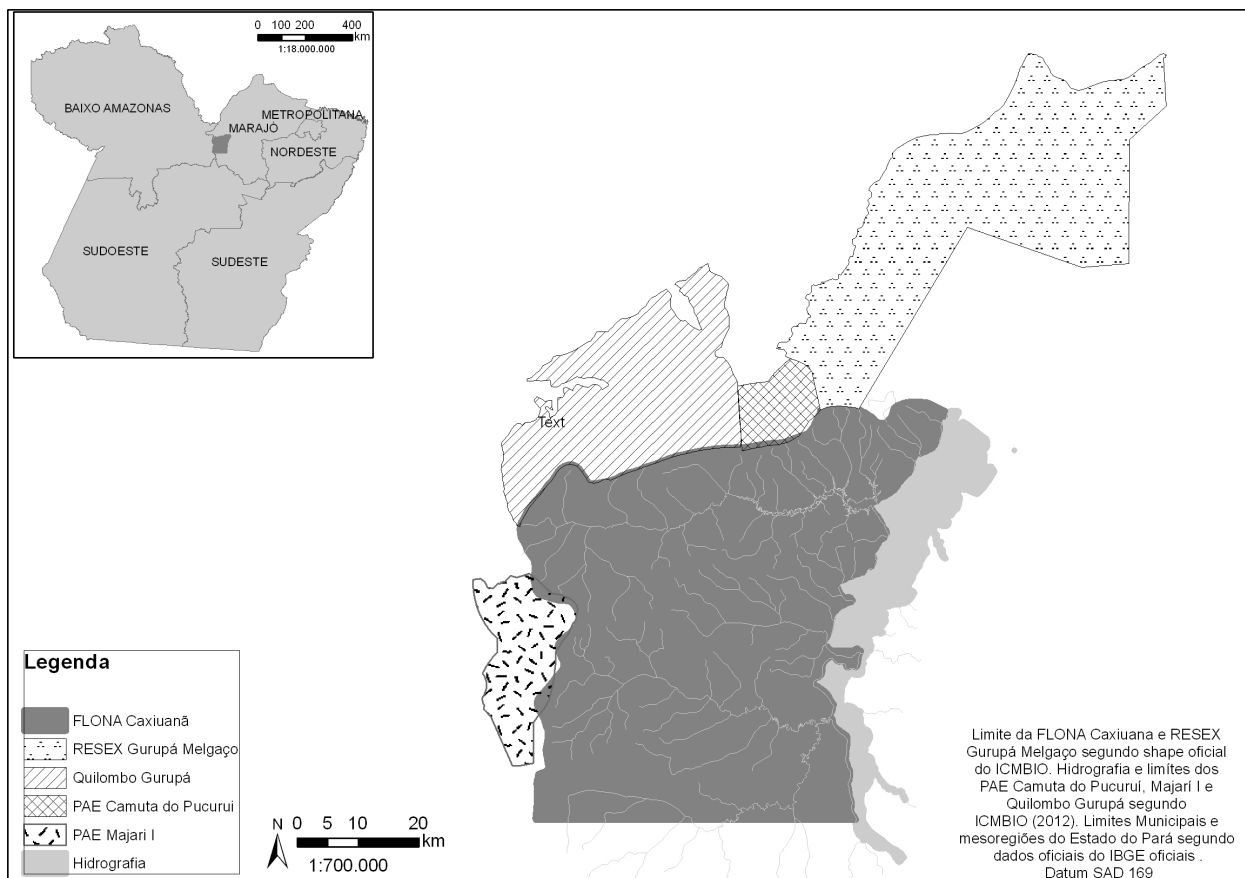 0 100 200 400
km
1:18.000.000
BAIXO AMAZONAS
METROPOLITANA
MARAJÓ
NORDESTE
SUDOESTE
SUDESTE
Text
Legenda
FLONA Caxiuanã
RESEX Gurupá Melgaço
Quilombo Gurupá
PAE Camuta do Pucurui
PAE Majari I
Hidrografia
N
0 5 10 20
km
1:700.000
Limite da FLONA Caxiuana e RESEX
Gurupá Melgaço segundo shape oficial
do ICMBIO. Hidrografia e limítes dos
PAE Camuta do Pucuruí, Majarí I e
Quilombo Gurupá segundo
ICMBIO (2012). Limites Municipais e
mesoregiões do Estado do Pará segundo
dados oficiais do IBGE oficiais .
Datum SAD 169